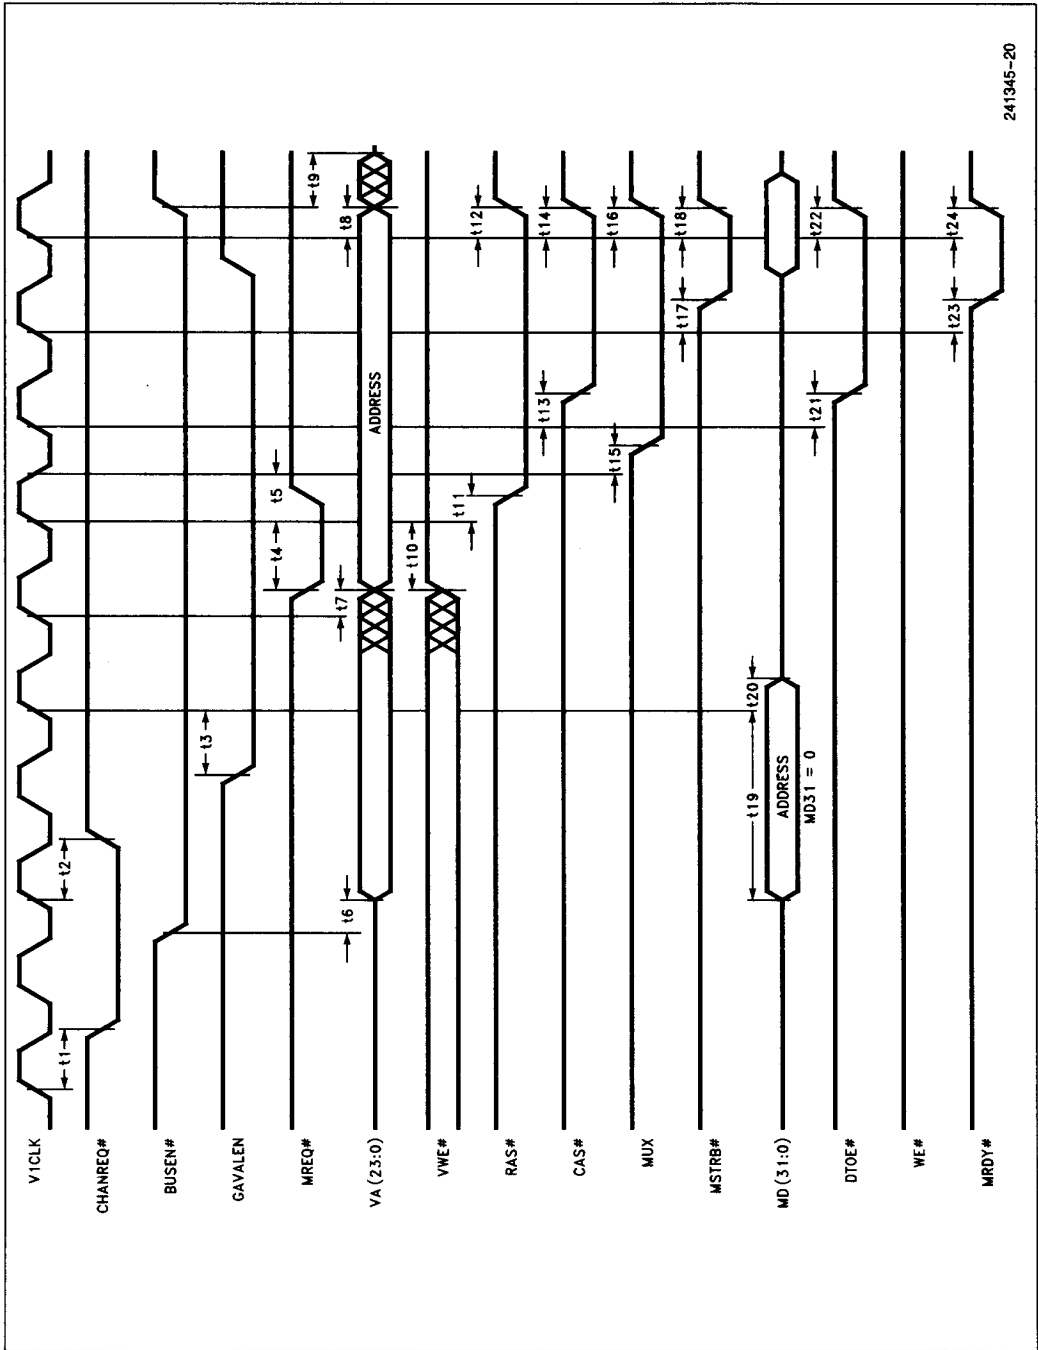 V1CLK
t1
t2
CHANREQ#
BUSEN#
GAVALEN
t3
MREQ#
t4
t5
VA(23:0)
t6
t7
ADDRESS
t8
t9
VWE#
t10
RAS#
t11
t12
CAS#
t13
t14
MUX
t15
t16
MSTRB#
t17
t18
MD(31:0)
t19
t20
ADDRESS
MD31 = 0
DTOE#
t21
t22
WE#
MRDY#
t23
t24
241345-20